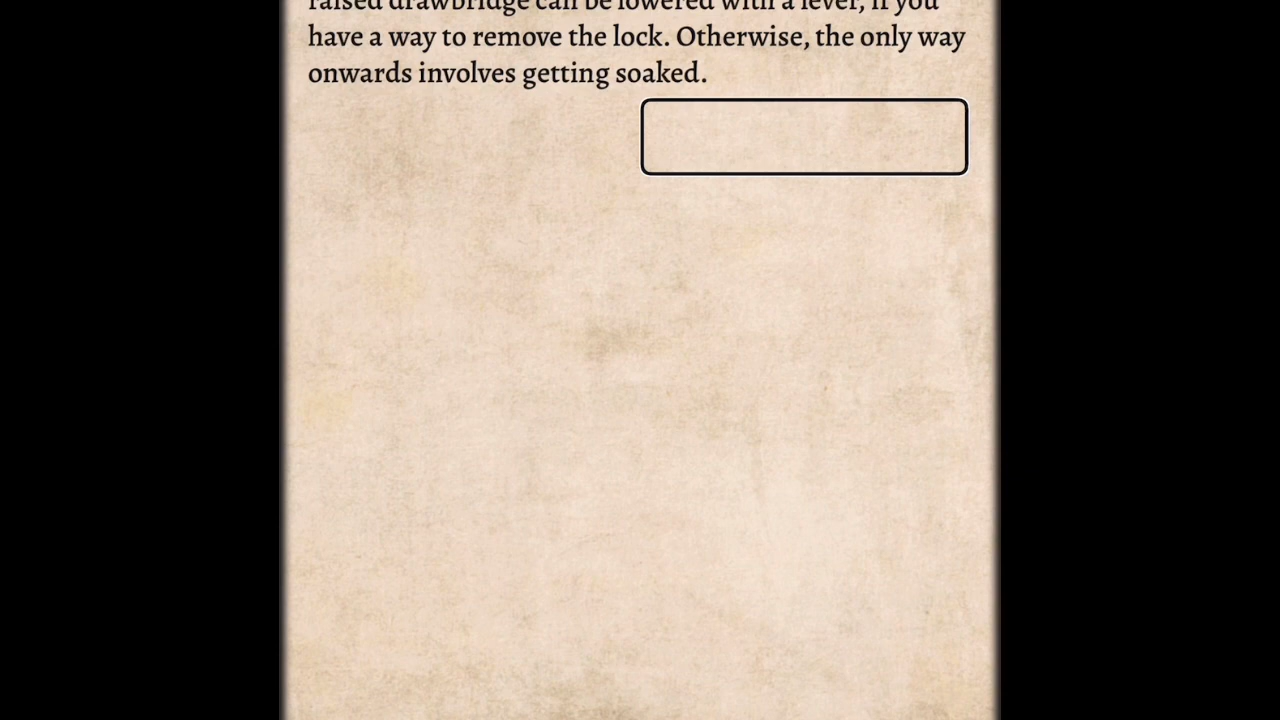 raised drawbridge can be lowered with a lever, if you
have a way to remove the lock. Otherwise, the only way
onwards involves getting soaked.